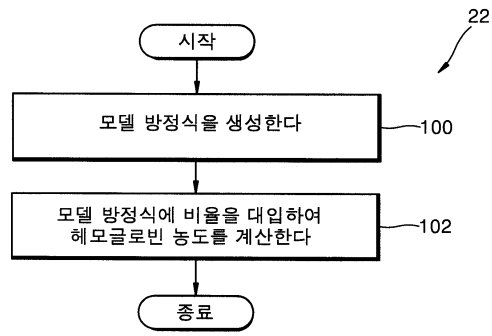 22
시작
모델 방정식을 생성한다
100
모델 방정식에 비율을 대입하여
헤모글로빈 농도를 계산한다
102
종료